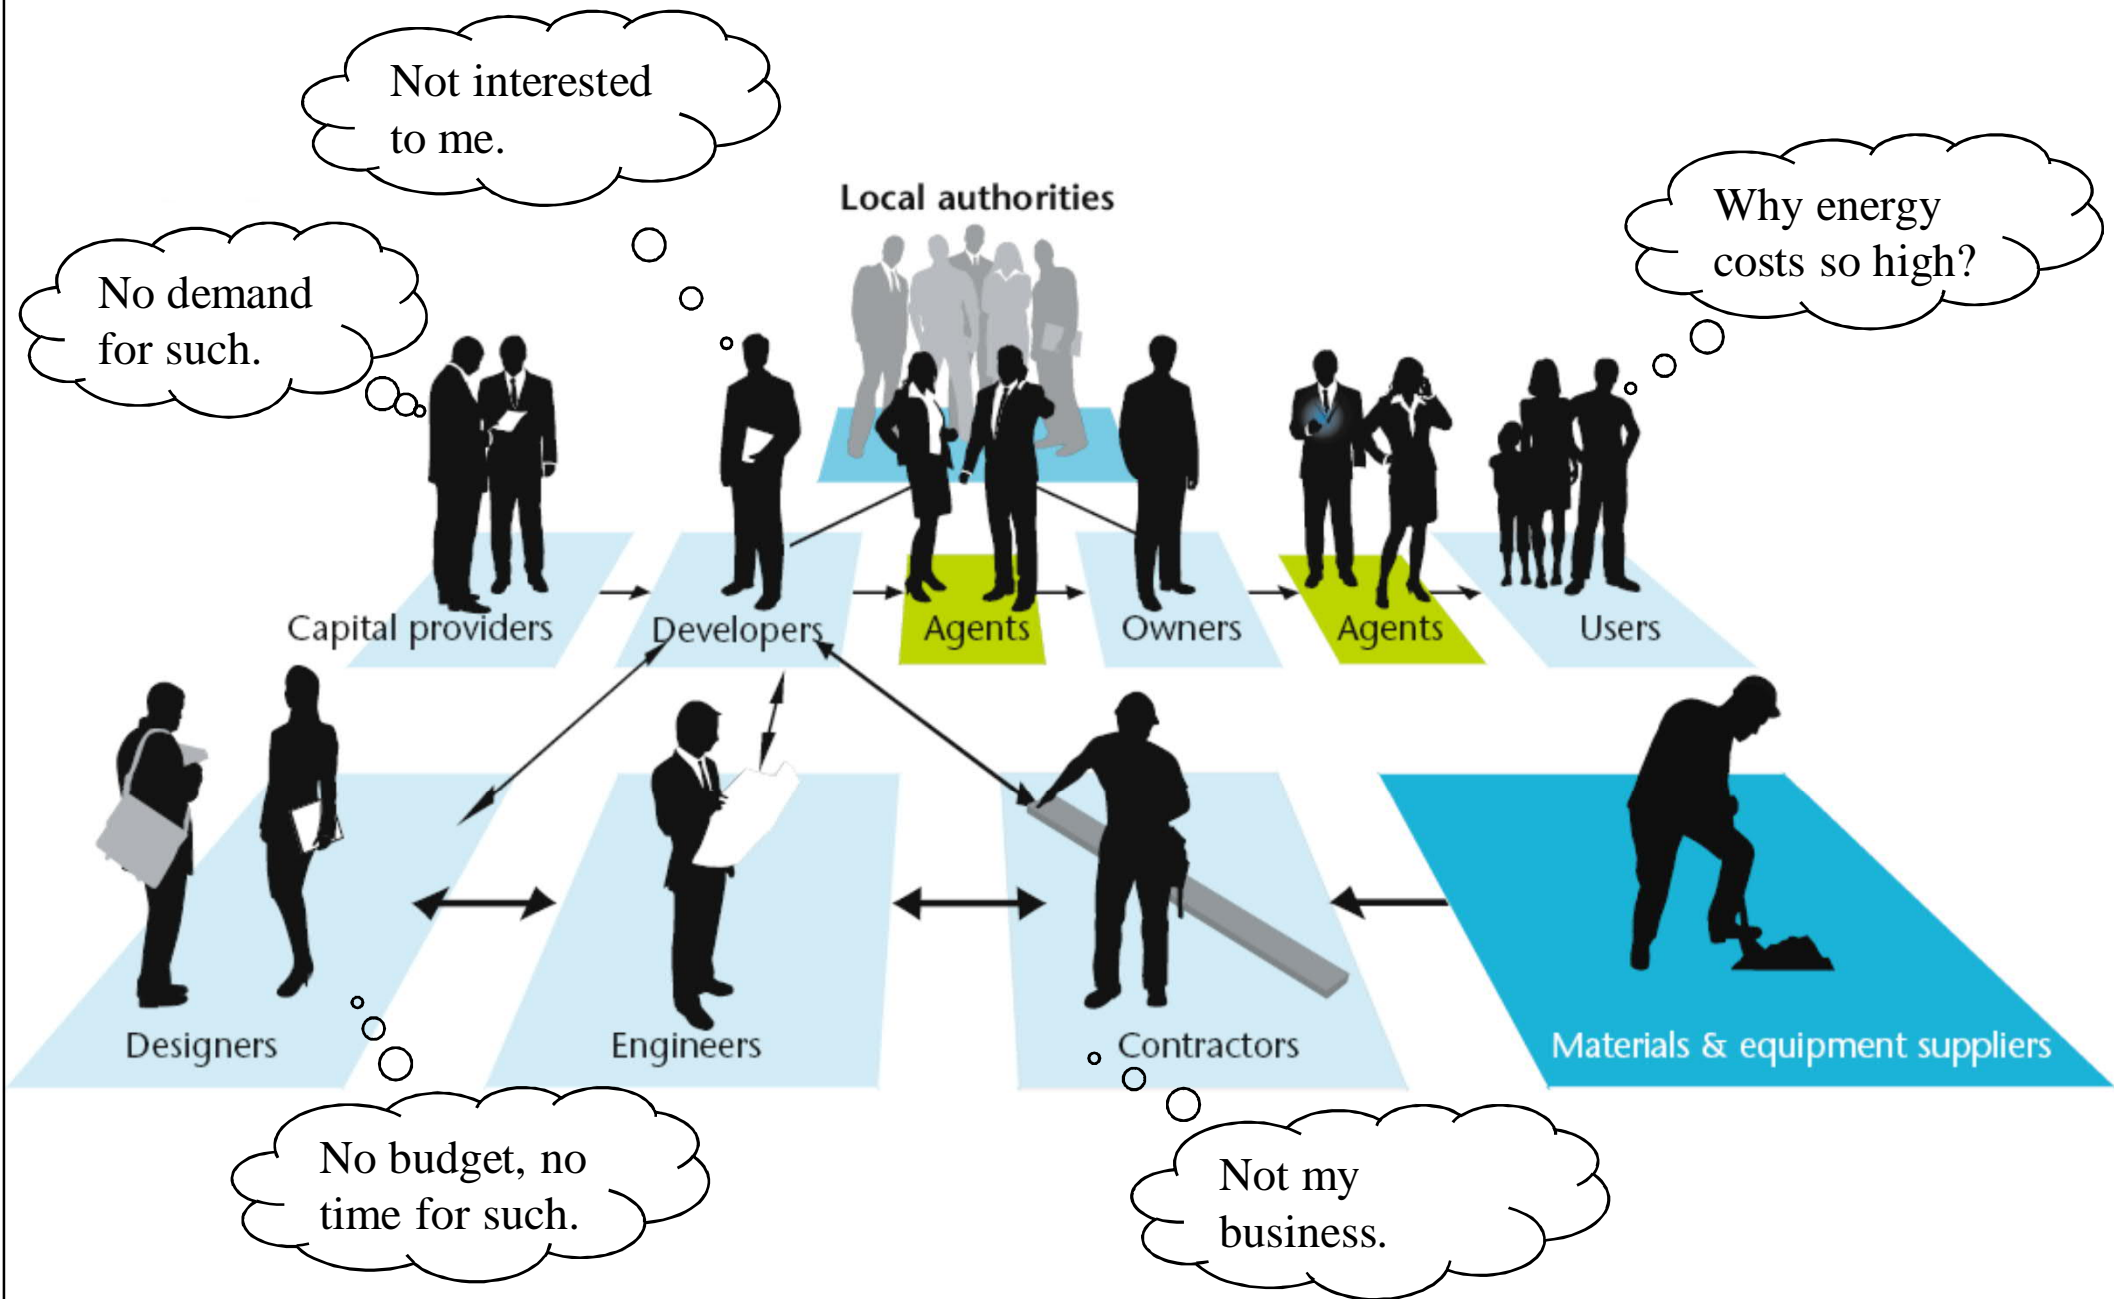 Not interested
to me.
Local authorities
Why energy
costs so high?
No demand
for such.
Capital providers
Developers
Agents
Owners
Agents
Users
Designers
Engineers
Contractors
Materials & equipment suppliers
No budget, no
time for such.
Not my
business.